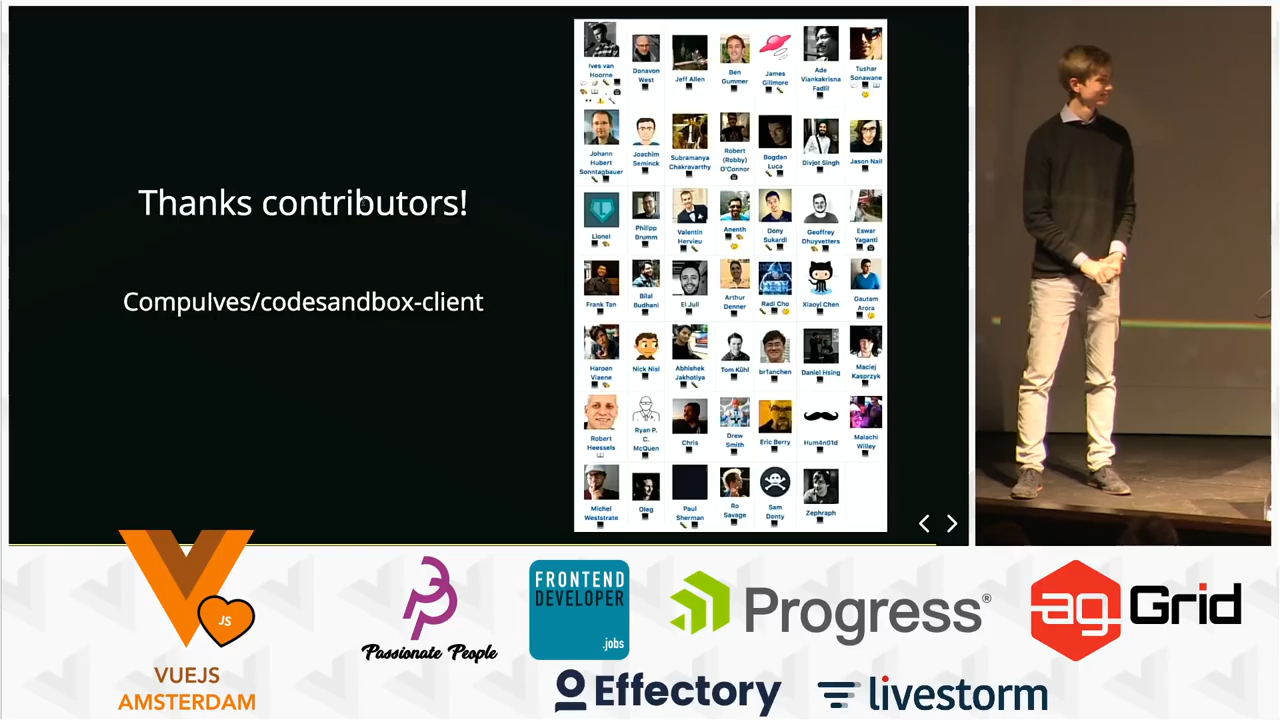 Thanks contributors!
Compulves/codesandbox-client
Ives van
Hoorne
Donavon
West
Jeff Allen
Ben
Gummer
James
Gillmore
Ade
Viankakrisna
Fadlil
Tushar
Sonawane
Johann
Hubert
Sonntagbauer
Joachim
Seminck
Subramanya
Chakravarthy
Robert
(Robby)
O'Connor
Bogdan
Luca
Divjot Singh
Jason Nall
Lionel
Philipp
Brumm
Valentin
Hervieu
Anenth
Dony
Sukardi
Geoffrey
Dhuyvetters
Eswar
Yaganti
Frank Tan
Bilal
Budhani
El Juli
Arthur
Denner
Radi Cho
Xiaoyi Chen
Gautam
Arora
Haroen
Viaene
Nick Nisi
Abhishek
Jakhotiya
Tom Kühl
br1anchen
Daniel Hsing
Maciej
Kasprzyk
Robert
Heessels
Ryan P.
C.
McQuen
Chris
Drew
Smith
Eric Berry
Hum4n01d
Malachi
Willey
Michel
Weststrate
Oleg
Paul
Sherman
Ro
Savage
Sam
Denty
Zephraph
JS
VUEJS
AMSTERDAM
Passionate People
FRONTEND
DEVELOPER
.jobs
Progress®
ag Grid
Effectory
livestorm